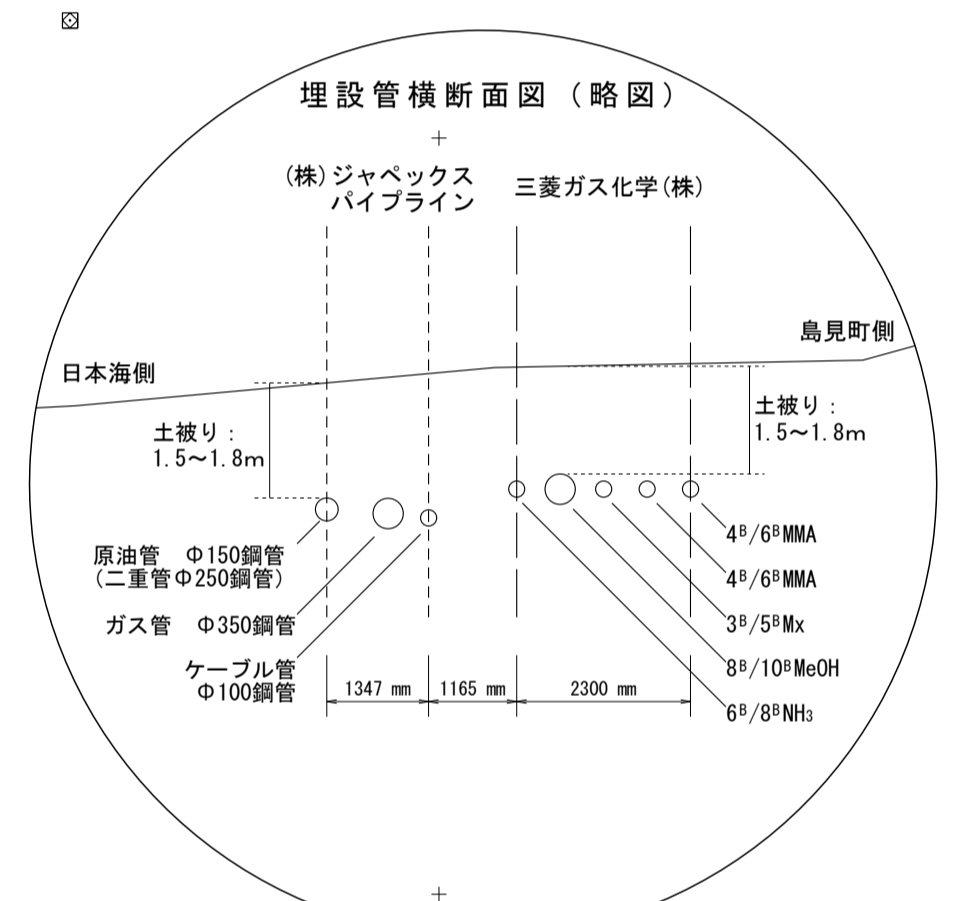 埋設管横断面図（略図）
(株)ジャペックス
パイプライン
三菱ガス化学(株)
島見町側
日本海側
土被り：
1.5～1.8m
土被り：
1.5～1.8m
原油管　Φ150鋼管
（二重管Φ250鋼管）
ガス管　Φ350鋼管
ケーブル管
Φ100鋼管
4ᴮ/6ᴮMMA
4ᴮ/6ᴮMMA
3ᴮ/5ᴮMx
8ᴮ/10ᴮMeOH
6ᴮ/8ᴮNH₃
1347 mm
1165 mm
2300 mm